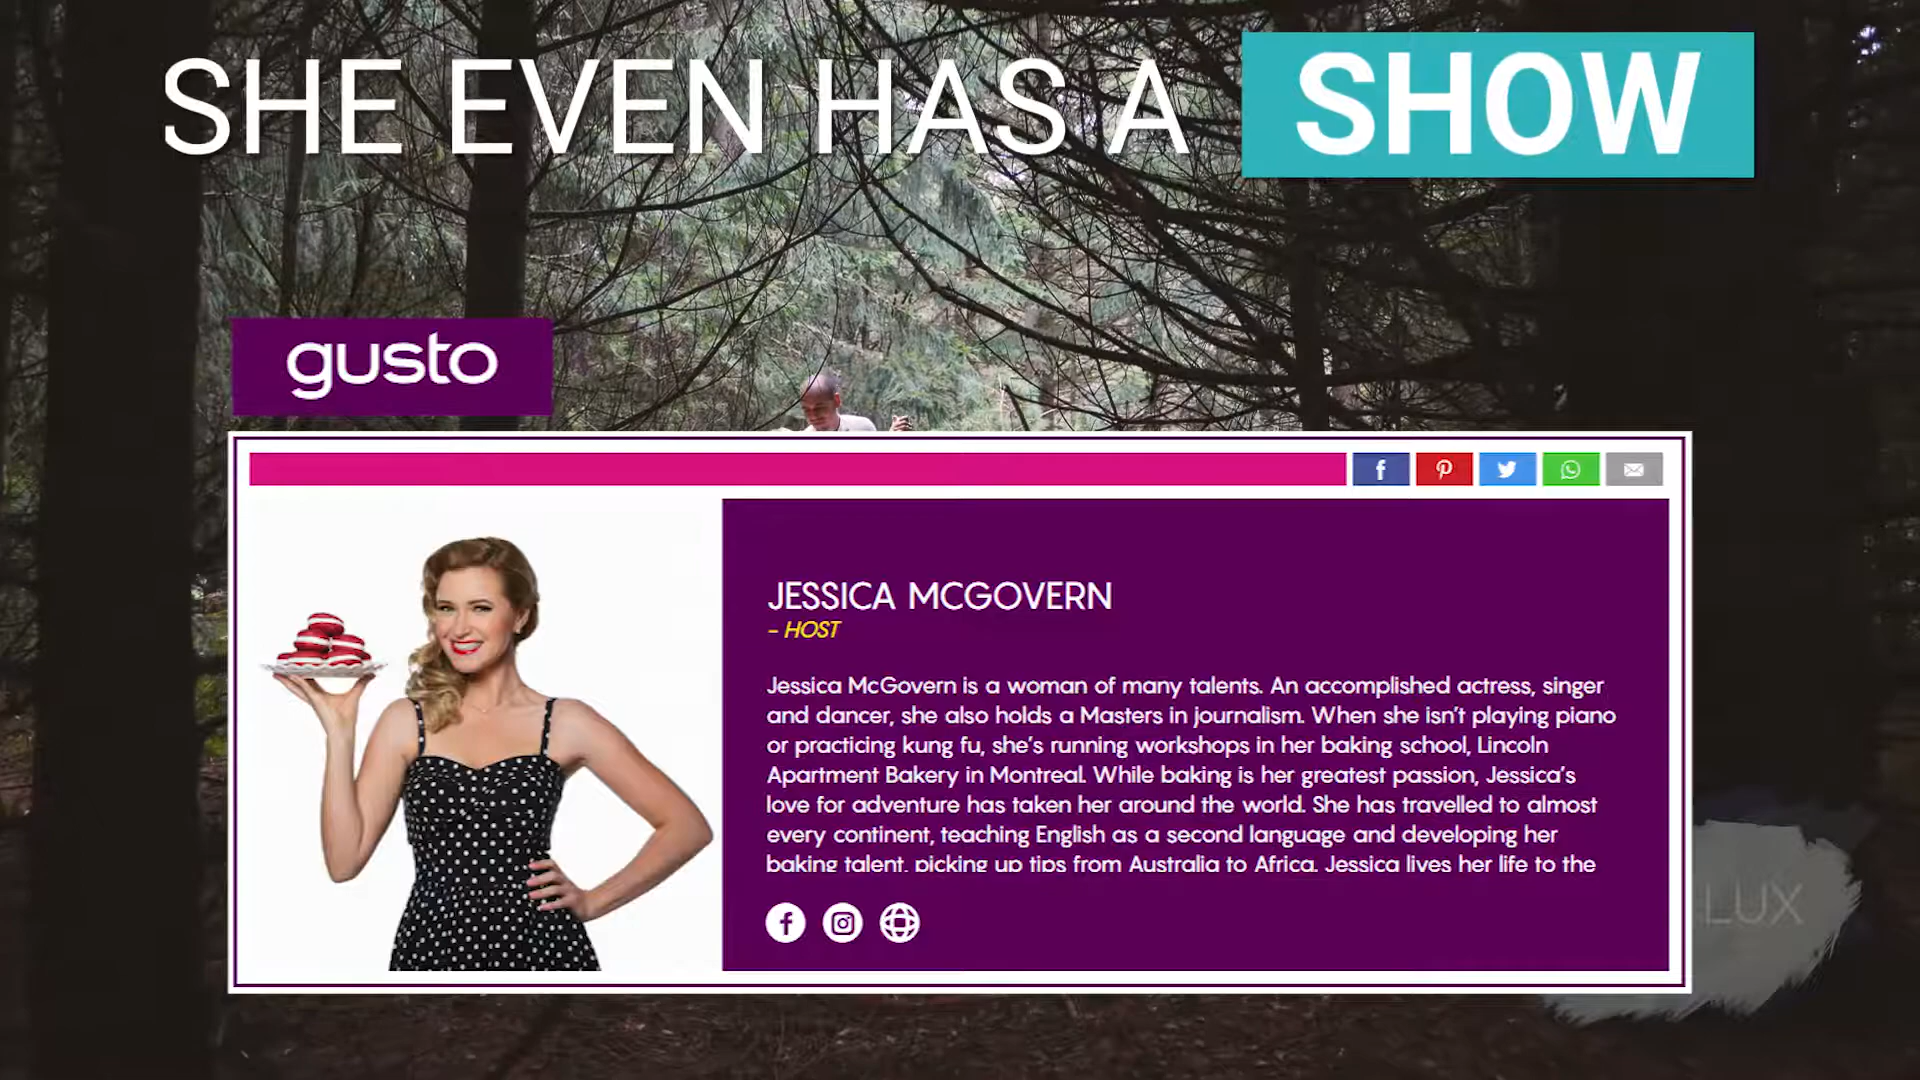 SHE EVEN HAS A SHOW
gusto
JESSICA MCGOVERN
- HOST
Jessica McGovern is a woman of many talents. An accomplished actress, singer
and dancer, she also holds a Masters in journalism. When she isn't playing piano
or practicing kung fu, she's running workshops in her baking school, Lincoln
Apartment Bakery in Montreal. While baking is her greatest passion, Jessica's
love for adventure has taken her around the world. She has travelled to almost
every continent, teaching English as a second language and developing her
baking talent, picking up tips from Australia to Africa. Jessica lives her life to the
LUX